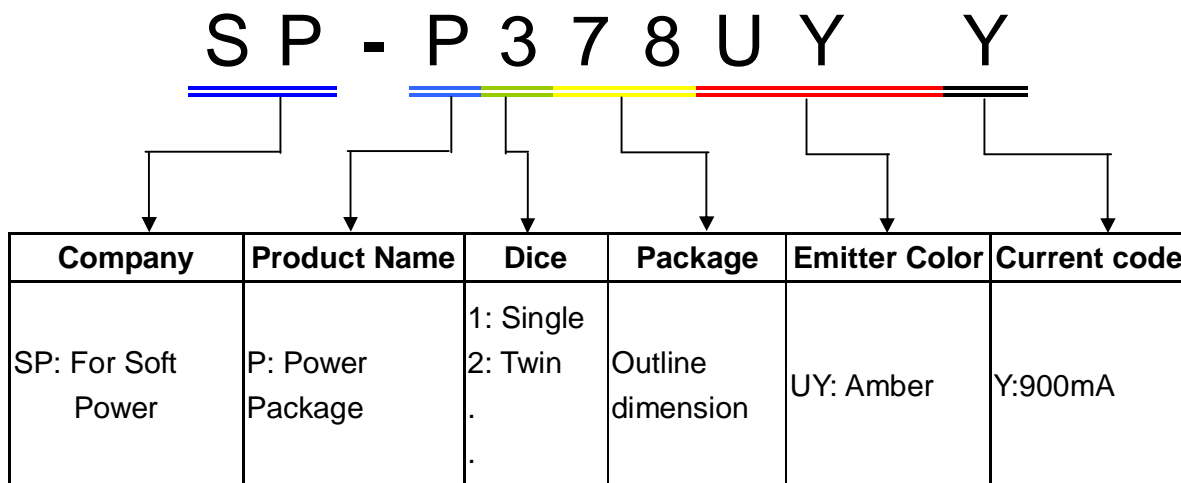 SP-P378UY Y
Company Product Name Dice Package Emitter Color Current code
SP: For Soft Power
P: Power Package
1: Single
2: Twin
.
.
Outline dimension
UY: Amber
Y:900mA